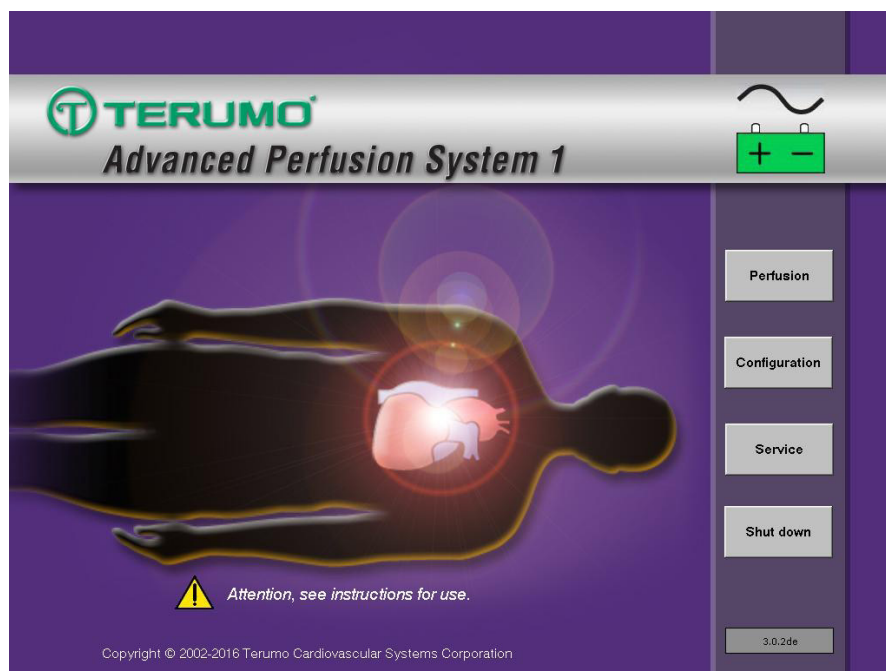 TERUMO
Advanced Perfusion System 1
+ −
Perfusion
Configuration
Service
Shut down
Attention, see instructions for use.
3.0.2de
Copyright © 2002-2016 Terumo Cardiovascular Systems Corporation